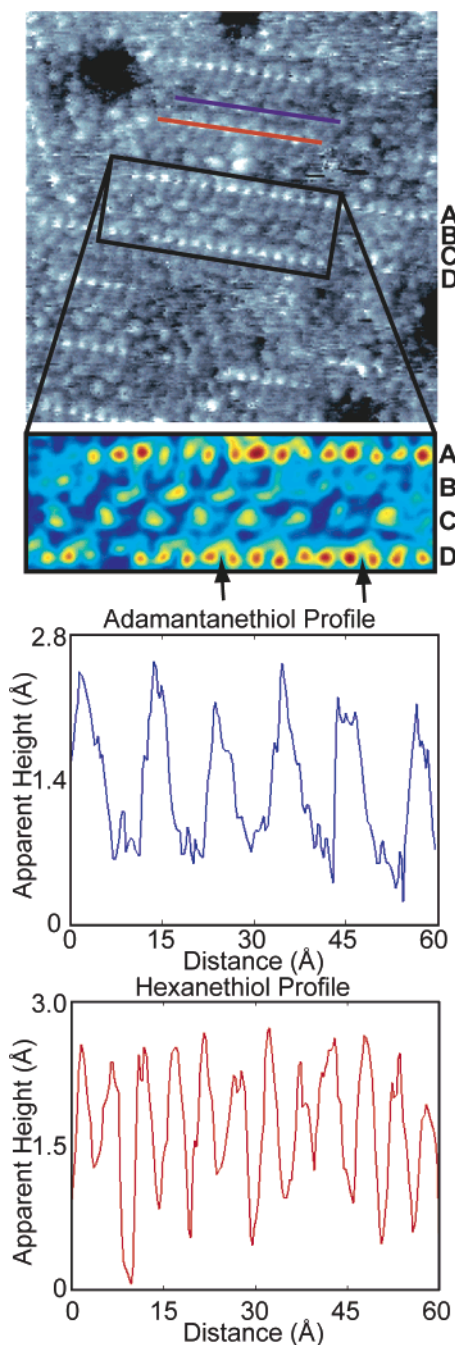 A
B
C
D
A
B
C
D
Adamantanethiol Profile
2.8
1.4
0
Apparent Height (Å)
0 15 30 45 60
Distance (Å)
Hexanethiol Profile
3.0
1.5
0
Apparent Height (Å)
0 15 30 45 60
Distance (Å)